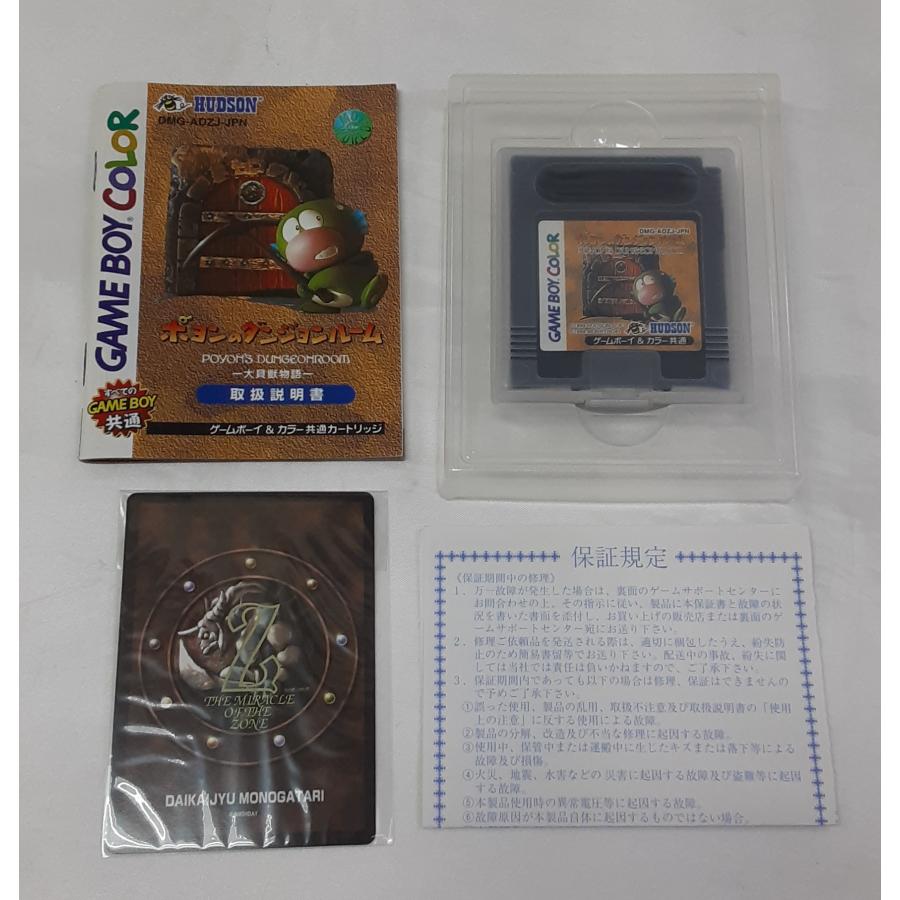 HUDSON
DMG-ADZJ-JPN
GAME BOY COLOR
ポヨンのダンジョンルーム
POYON'S DUNGEONROOM
ー大貝獣物語ー
取扱説明書
すべての
GAME BOY
共通
ゲームボーイ & カラー共通カートリッジ
DMG-ADZJ-JPN
POYON'S DUNGEONROOM
GAME BOY COLOR
HUDSON
ゲームボーイ & カラー共通
Z
THE MIRACLE
OF THE
ZONE
DAIKAIJYU MONOGATARI
保証規定
《保証期間中の修理》
1．万一故障が発生した場合は、裏面のゲームサポートセンターに
お問合わせの上、その指示に従い、製品に本保証書と故障の状
況を書いた書面を添付し、お買い上げの販売店または裏面のゲ
ームサポートセンター宛にお送り下さい。
2．修理ご依頼品を発送される際は、適切に梱包したうえ、紛失防
止のため簡易書留等でお送り下さい。配送中の事故、紛失に関
しては当社では責任は負いかねますので、ご了承下さい。
3．保証期間内であっても以下の場合は修理、保証はできませんの
で予めご了承下さい。
①誤った使用、製品の乱用、取扱不注意及び取扱説明書の「使用
上の注意」に反する使用による故障。
②製品の分解、改造及び不当な修理に起因する故障。
③使用中、保管中または運搬中に生じたキズまたは落下等による
故障及び損傷。
④火災、地震、水害などの災害に起因する故障及び盗難等に起因
する故障。
⑤本製品使用時の異常電圧等に起因する故障。
⑥故障原因が本製品自体に起因するものではない場合。